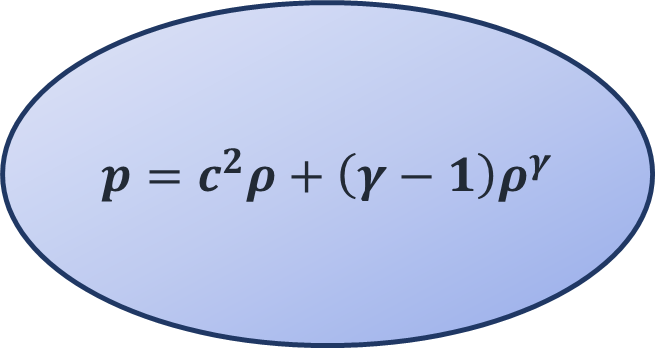 p = c²ρ + (γ − 1)ρ^γ